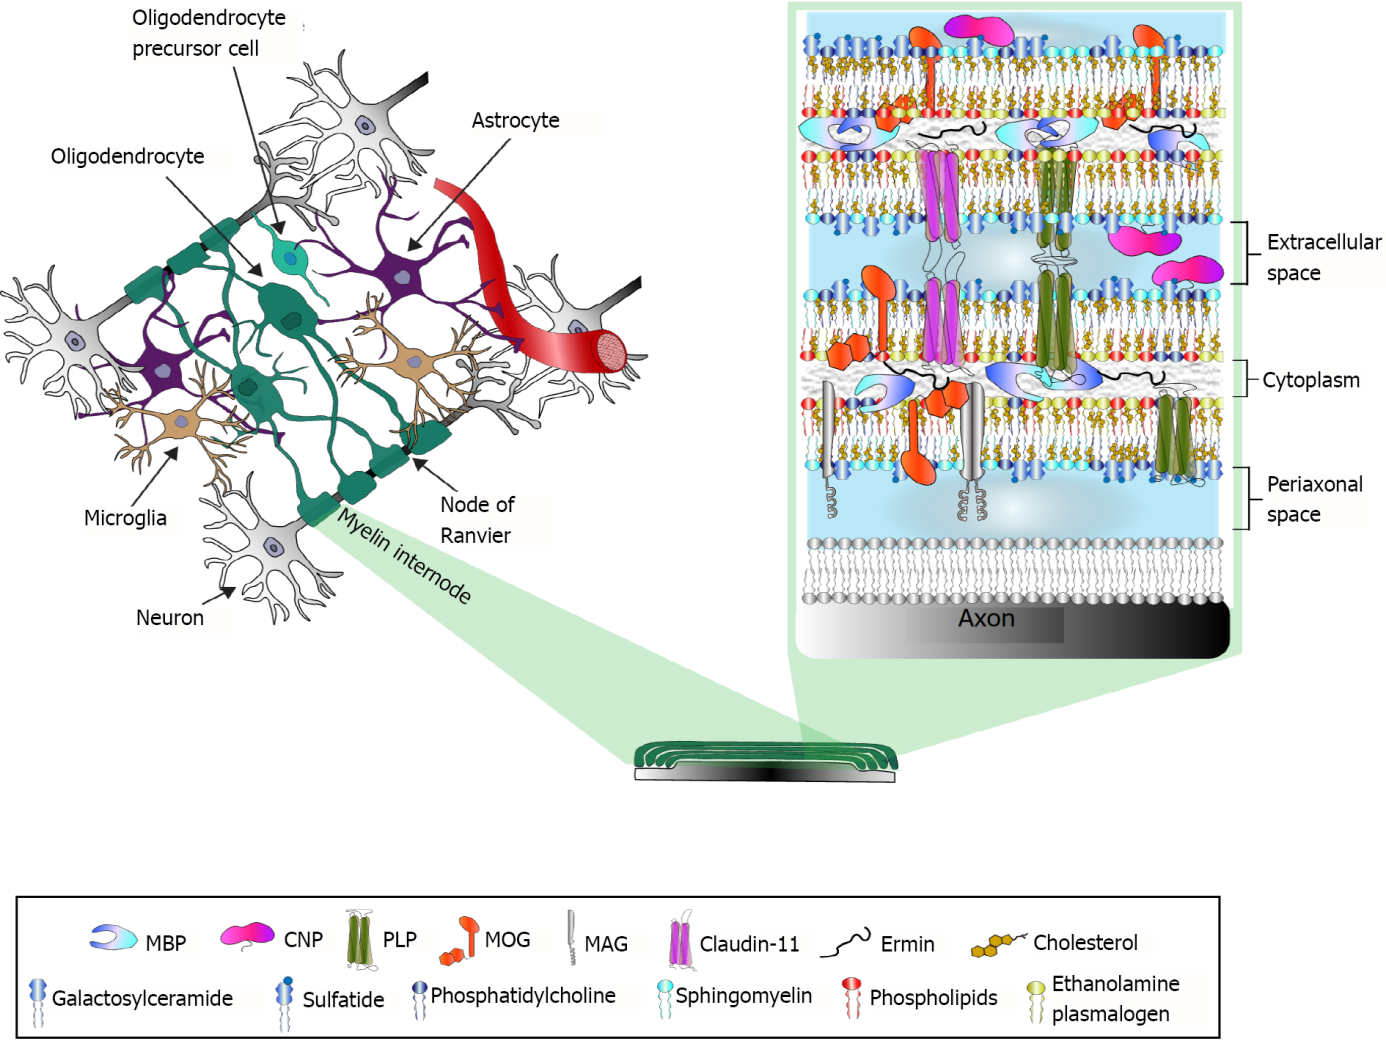 Oligodendrocyte
precursor cell
Astrocyte
Oligodendrocyte
Microglia
Node of
Ranvier
Myelin internode
Neuron
Extracellular
space
Cytoplasm
Periaxonal
space
Axon
MBP
CNP
PLP
MOG
MAG
Claudin-11
Ermin
Cholesterol
Galactosylceramide
Sulfatide
Phosphatidylcholine
Sphingomyelin
Phospholipids
Ethanolamine
plasmalogen